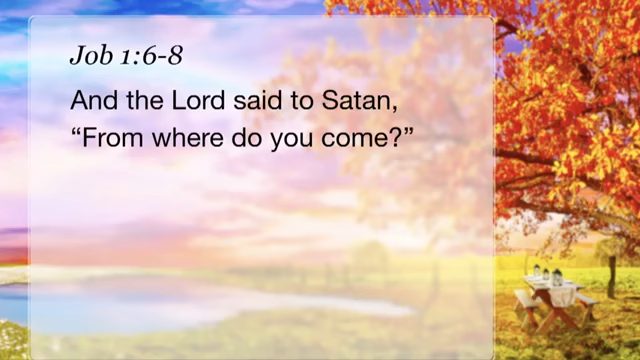 Job 1:6-8
And the Lord said to Satan,
“From where do you come?”